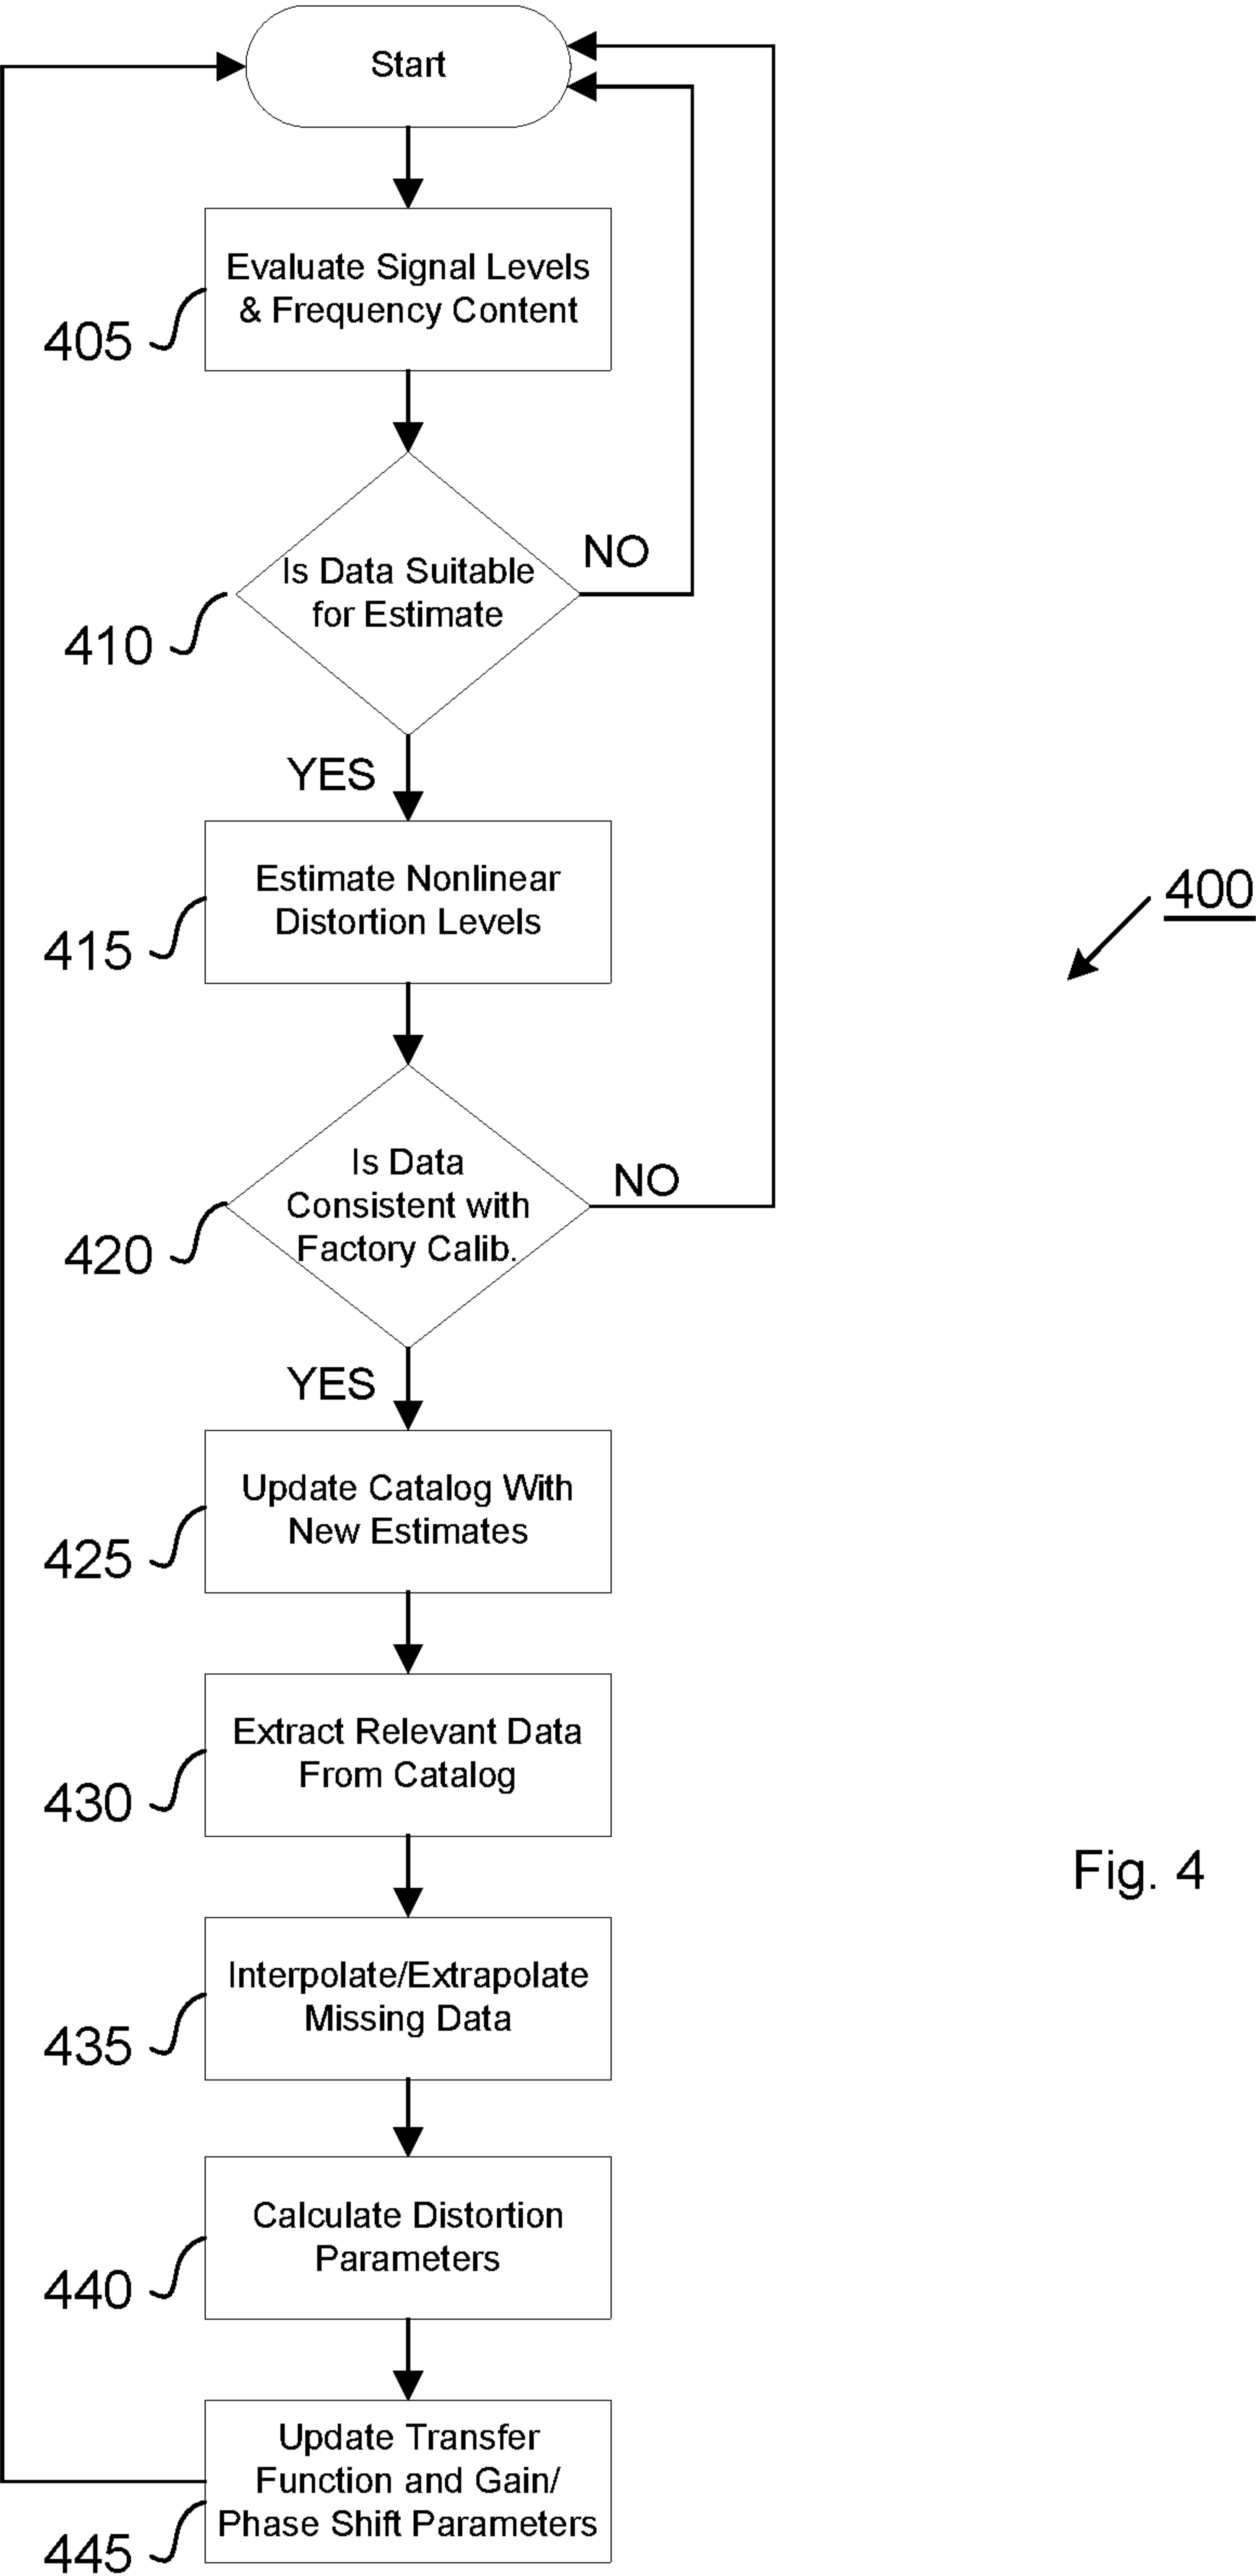 Start
Evaluate Signal Levels
& Frequency Content
405
Is Data Suitable
for Estimate
NO
410
YES
Estimate Nonlinear
Distortion Levels
415
400
Is Data
Consistent with
Factory Calib.
NO
420
YES
Update Catalog With
New Estimates
425
Extract Relevant Data
From Catalog
430
Fig. 4
Interpolate/Extrapolate
Missing Data
435
Calculate Distortion
Parameters
440
Update Transfer
Function and Gain/
Phase Shift Parameters
445